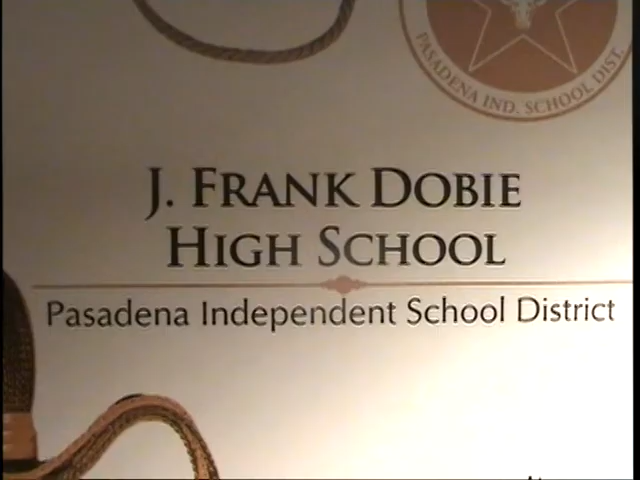 PASADENA IND. SCHOOL DIST.
J. FRANK DOBIE
HIGH SCHOOL
Pasadena Independent School District